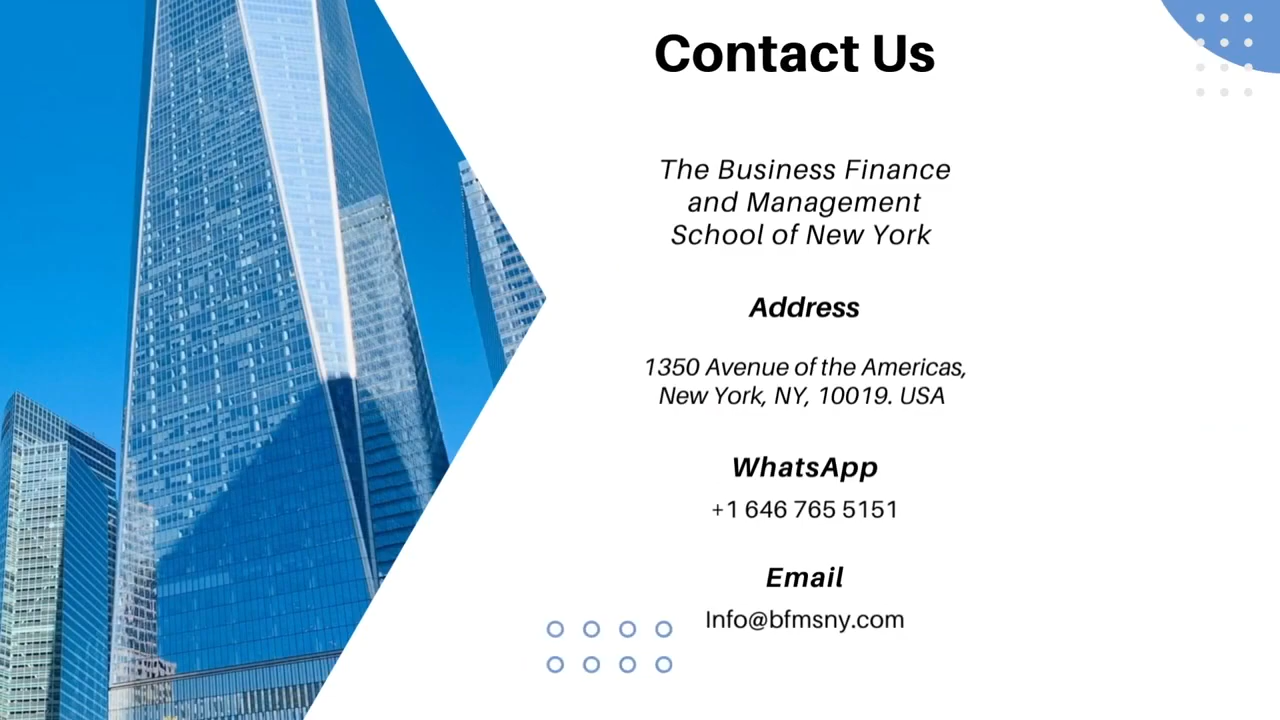 Contact Us
The Business Finance
and Management
School of New York
Address
1350 Avenue of the Americas,
New York, NY, 10019. USA
WhatsApp
+1 646 765 5151
Email
Info@bfmsny.com